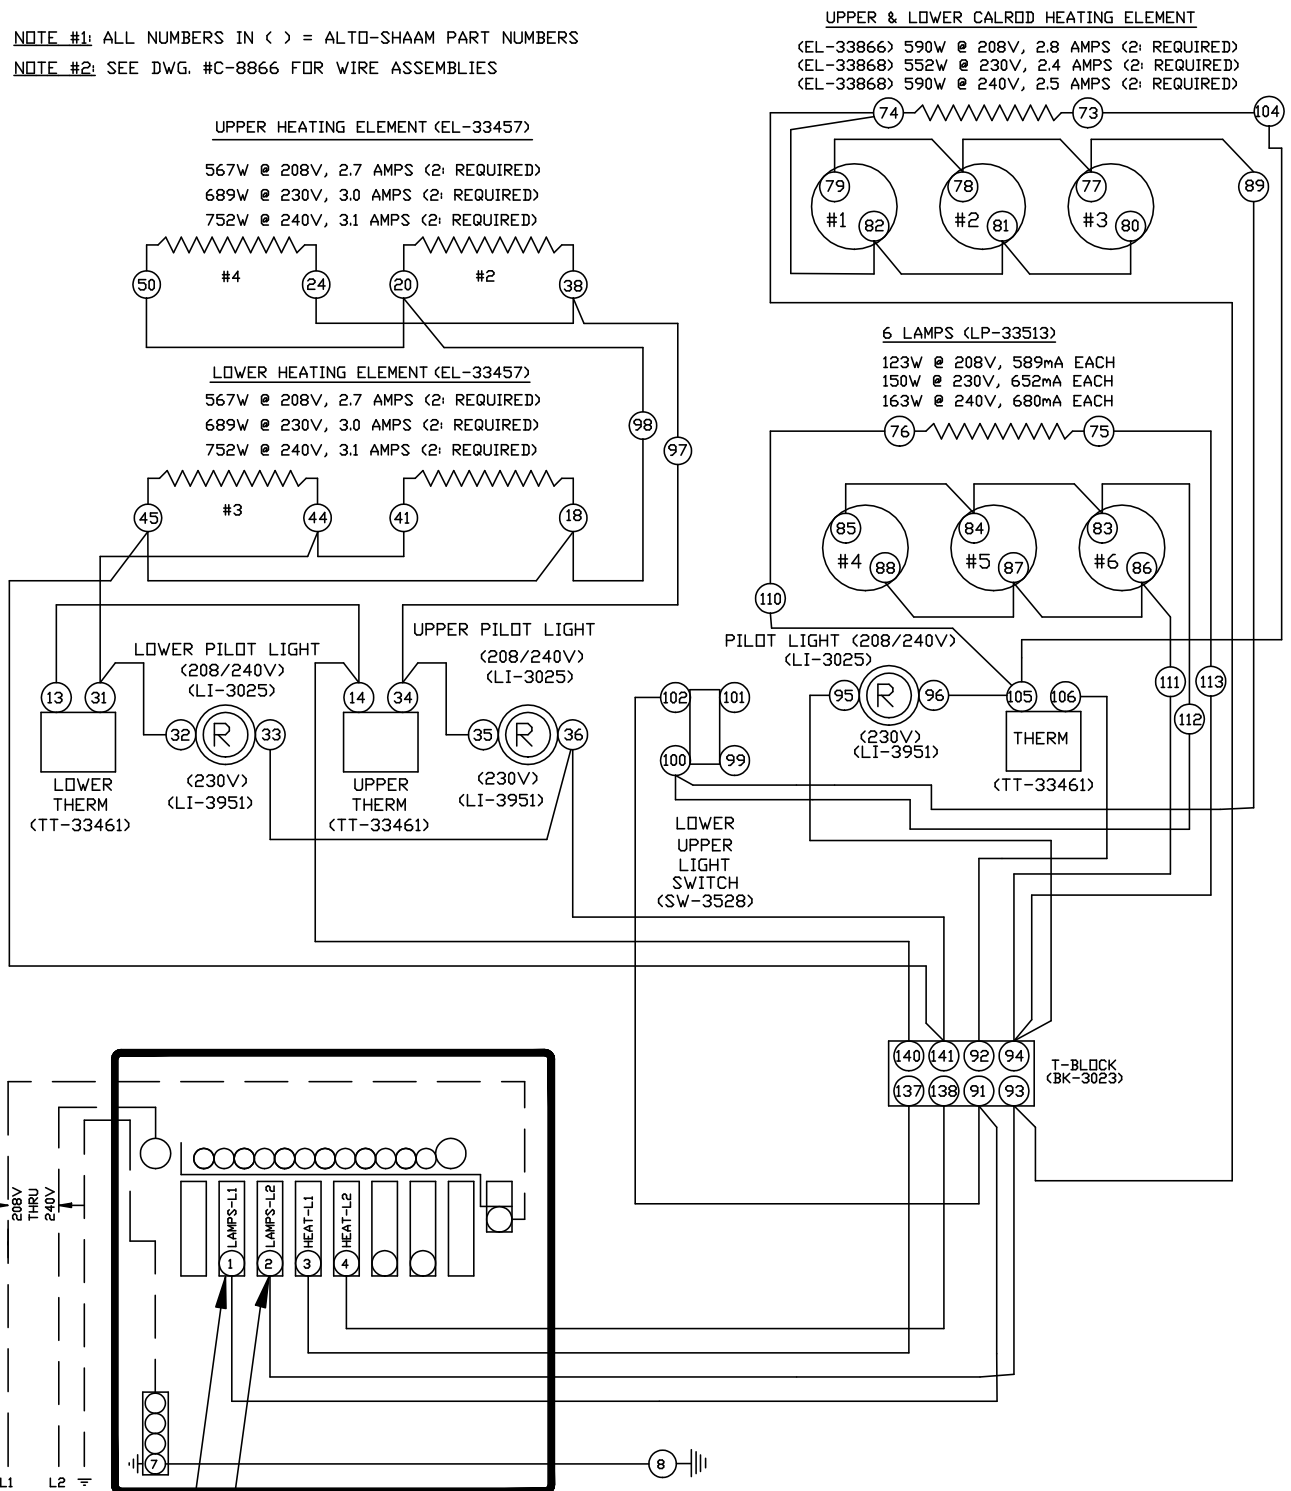 NOTE #1: ALL NUMBERS IN ( ) = ALTO-SHAAM PART NUMBERS
NOTE #2: SEE DWG. #C-8866 FOR WIRE ASSEMBLIES
UPPER & LOWER CALROD HEATING ELEMENT
(EL-33866) 590W @ 208V, 2.8 AMPS (2: REQUIRED)
(EL-33868) 552W @ 230V, 2.4 AMPS (2: REQUIRED)
(EL-33868) 590W @ 240V, 2.5 AMPS (2: REQUIRED)
74
73
104
UPPER HEATING ELEMENT (EL-33457)
567W @ 208V, 2.7 AMPS (2: REQUIRED)
689W @ 230V, 3.0 AMPS (2: REQUIRED)
752W @ 240V, 3.1 AMPS (2: REQUIRED)
79
78
77
89
#1
82
#2
81
#3
80
50
#4
24
20
#2
38
6 LAMPS (LP-33513)
123W @ 208V, 589mA EACH
150W @ 230V, 652mA EACH
163W @ 240V, 680mA EACH
LOWER HEATING ELEMENT (EL-33457)
567W @ 208V, 2.7 AMPS (2: REQUIRED)
689W @ 230V, 3.0 AMPS (2: REQUIRED)
752W @ 240V, 3.1 AMPS (2: REQUIRED)
98
97
76
75
45
#3
44
41
18
85
84
83
#4
88
#5
87
#6
86
110
LOWER PILOT LIGHT
(208/240V)
(LI-3025)
UPPER PILOT LIGHT
(208/240V)
(LI-3025)
PILOT LIGHT (208/240V)
(LI-3025)
13
31
32
R
33
14
34
35
R
36
102
101
100
99
95
R
96
105
106
111
113
112
(230V)
(LI-3951)
(230V)
(LI-3951)
(230V)
(LI-3951)
THERM
(TT-33461)
LOWER
THERM
(TT-33461)
UPPER
THERM
(TT-33461)
LOWER
UPPER
LIGHT
SWITCH
(SW-3528)
140
141
92
94
137
138
91
93
T-BLOCK
(BK-3023)
208V
THRU
240V
LAMPS-L1
LAMPS-L2
HEAT-L1
HEAT-L2
1
2
3
4
7
8
L1
L2